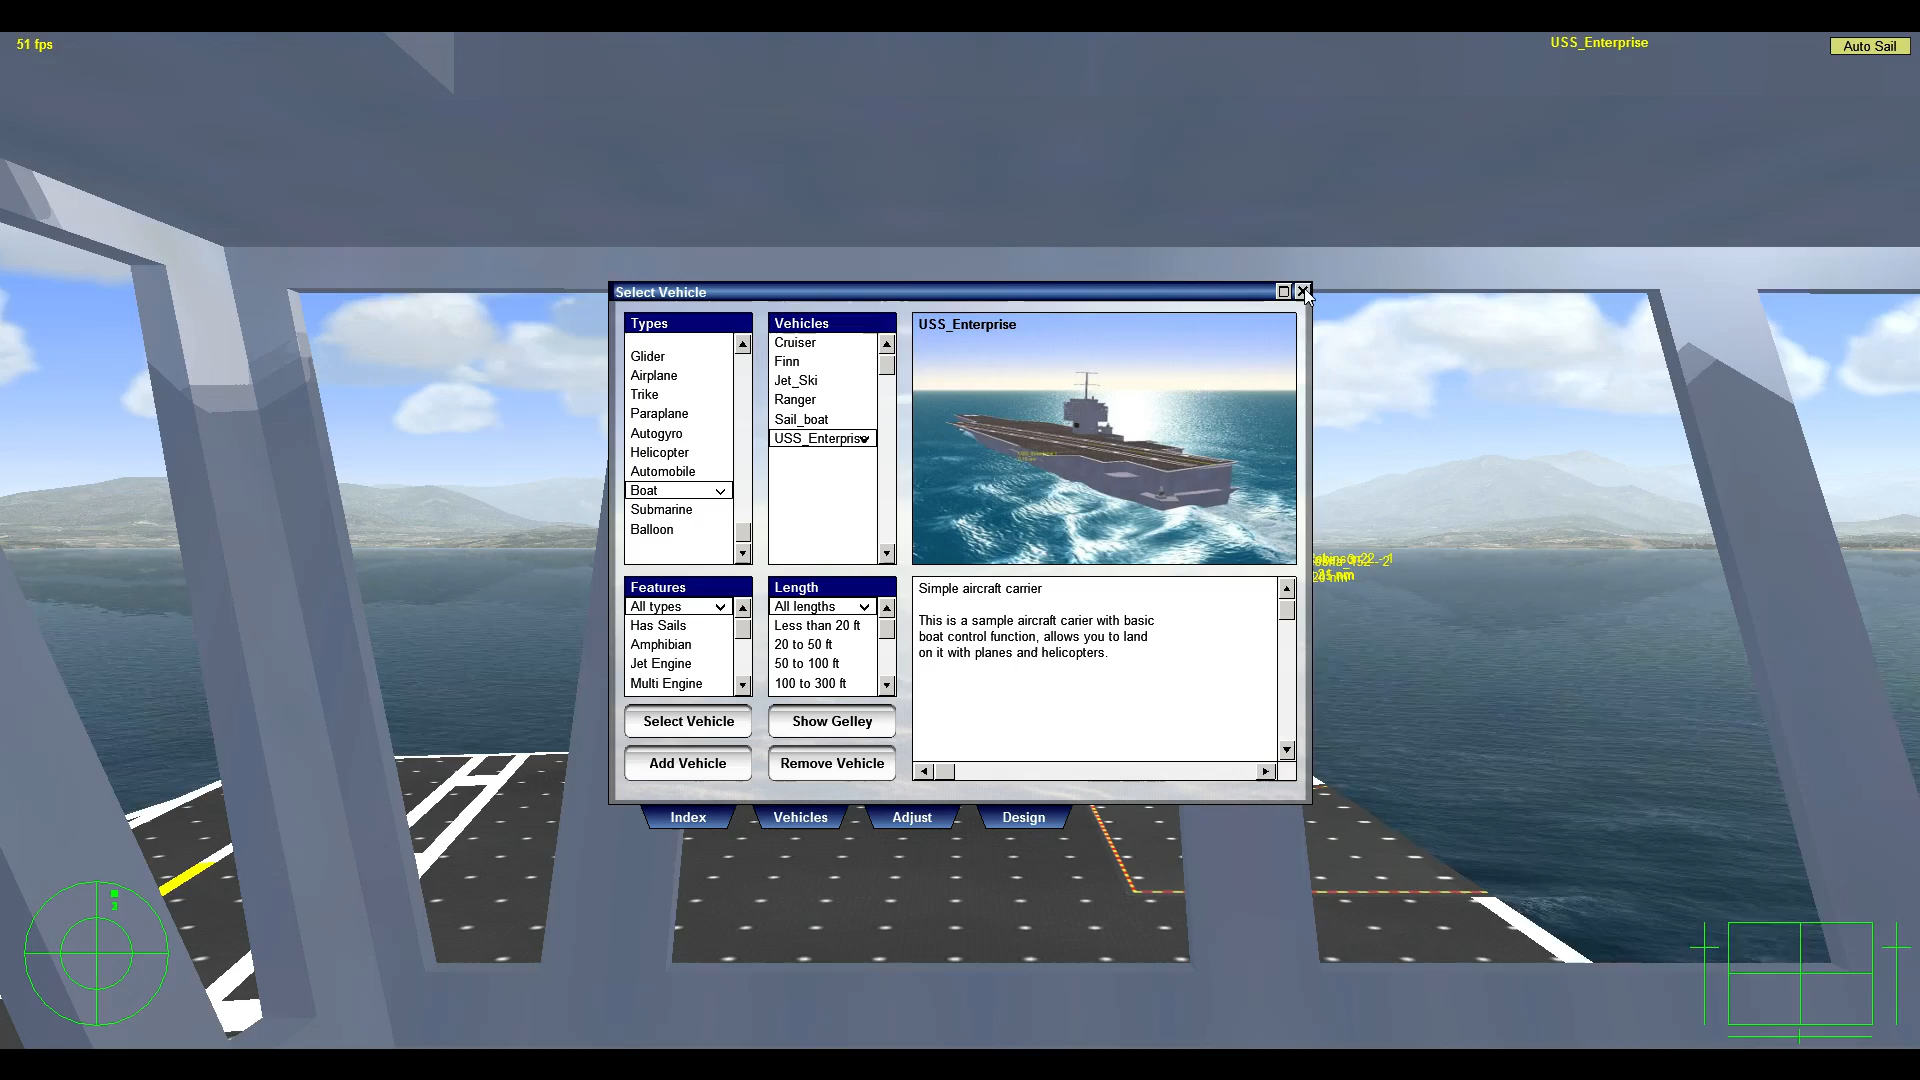 51 fps
USS_Enterprise
Auto Sail
Select Vehicle
Types
Glider
Airplane
Trike
Paraplane
Autogyro
Helicopter
Automobile
Boat
Submarine
Balloon
Vehicles
Cruiser
Finn
Jet_Ski
Ranger
Sail_boat
USS_Enterprise
USS_Enterprise
Features
All types
Has Sails
Amphibian
Jet Engine
Multi Engine
Length
All lengths
Less than 20 ft
20 to 50 ft
50 to 100 ft
100 to 300 ft
Simple aircraft carrier
This is a sample aircraft carier with basic
boat control function, allows you to land
on it with planes and helicopters.
Select Vehicle
Show Gelley
Add Vehicle
Remove Vehicle
Index
Vehicles
Adjust
Design
3